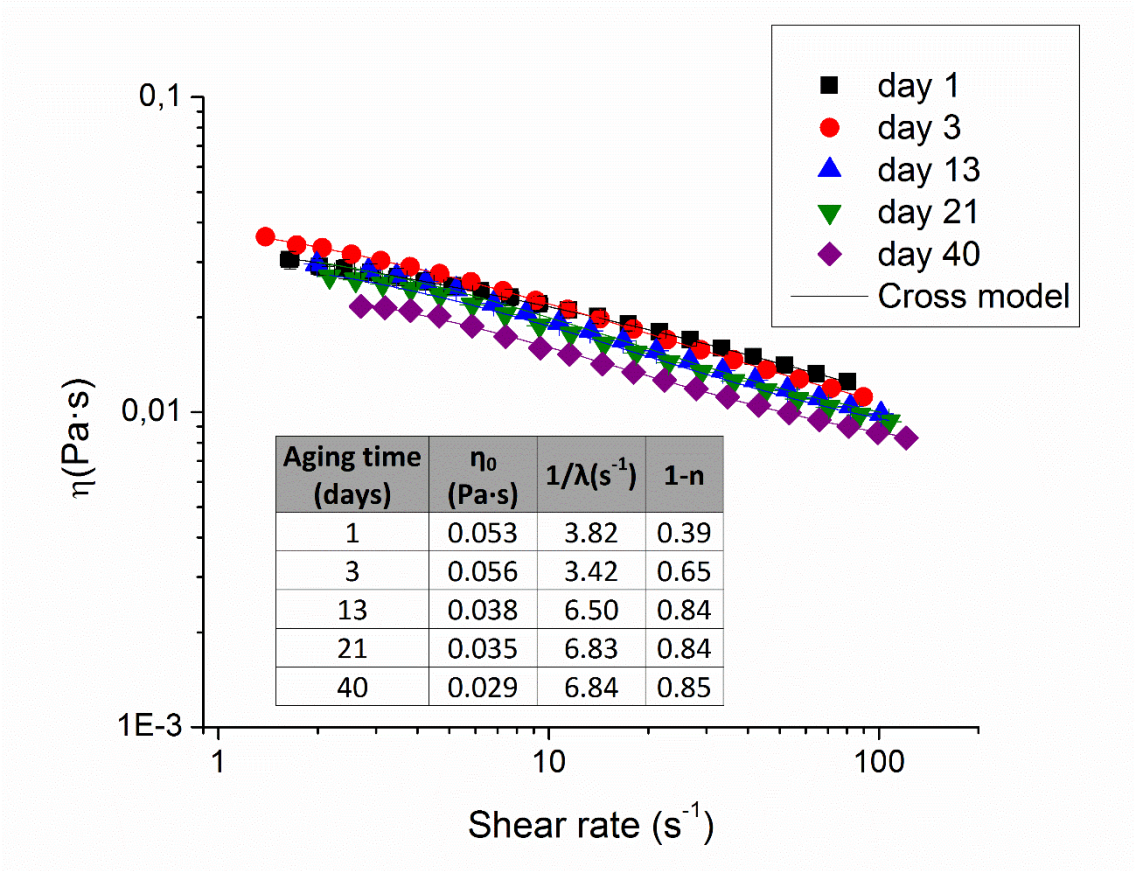 day 1
day 3
day 13
day 21
day 40
Cross model
0,1
0,01
1E-3
η(Pa·s)
Aging time (days) η₀ (Pa·s) 1/λ(s⁻¹) 1-n
1 0.053 3.82 0.39
3 0.056 3.42 0.65
13 0.038 6.50 0.84
21 0.035 6.83 0.84
40 0.029 6.84 0.85
1 10 100
Shear rate (s⁻¹)